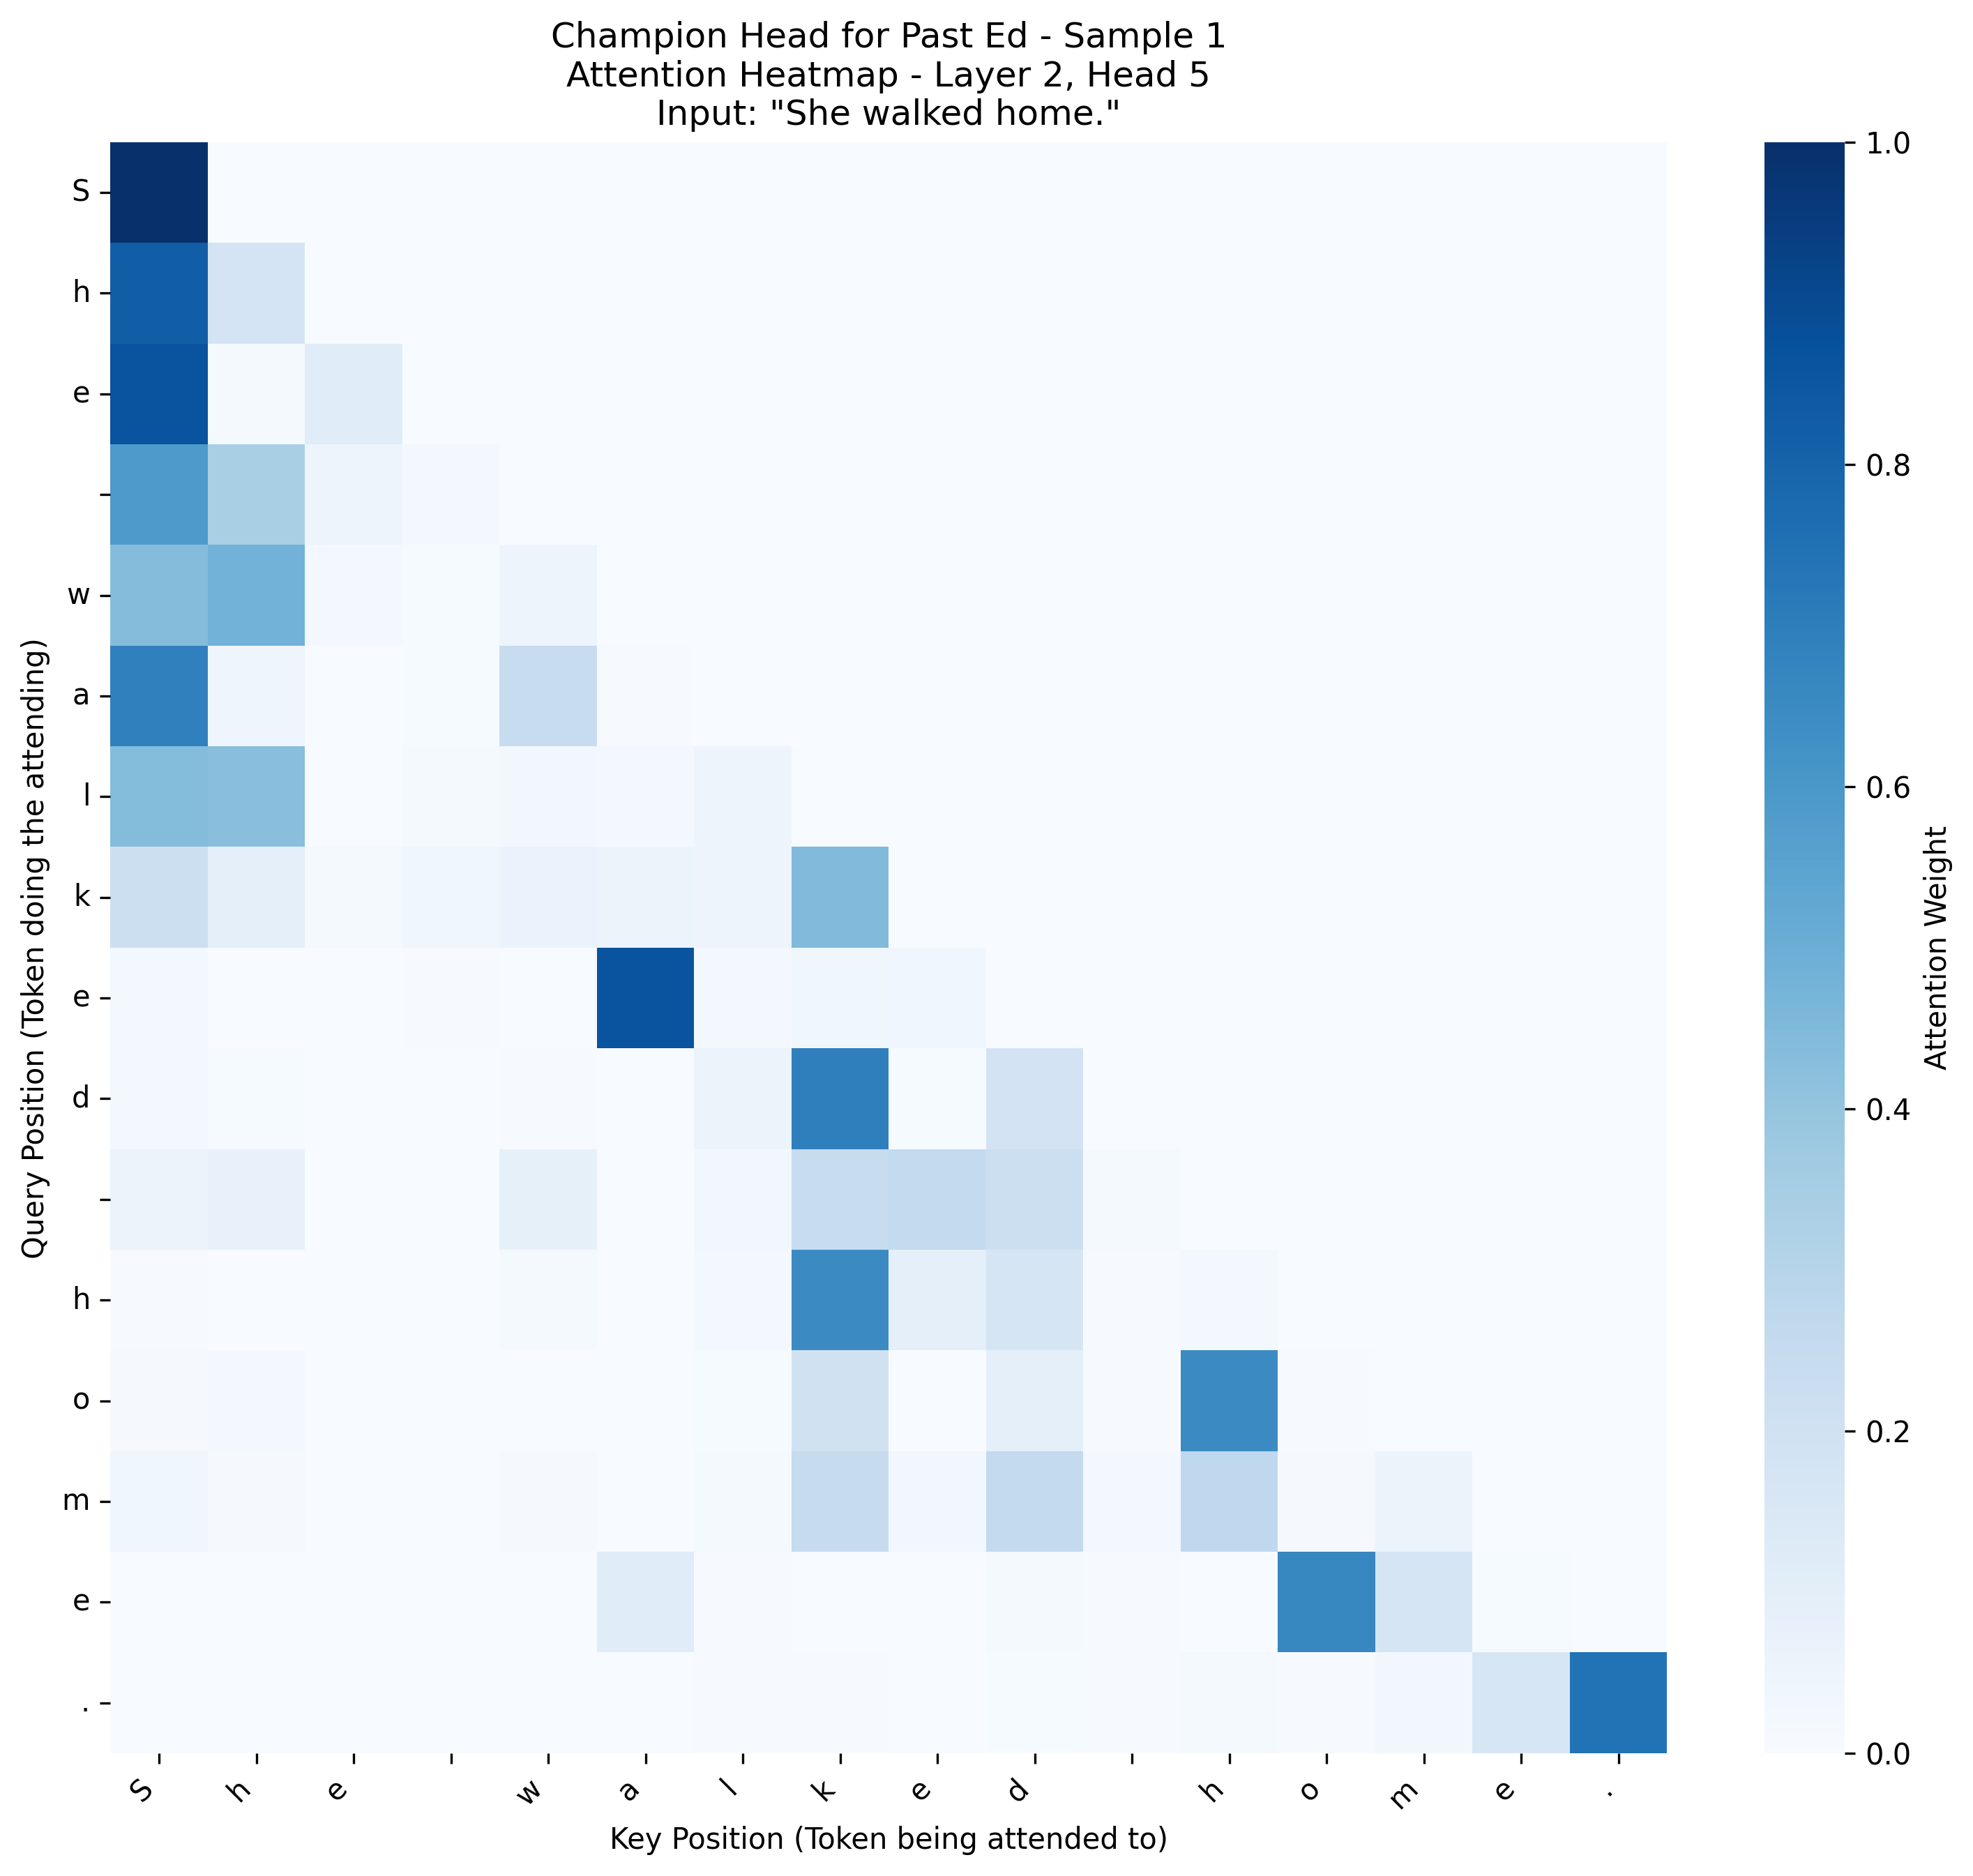 Champion Head for Past Ed - Sample 1
Attention Heatmap - Layer 2, Head 5
Input: "She walked home."
Query Position (Token doing the attending)
S
h
e
w
a
l
k
e
d
h
o
m
e
.
S h e w a l k e d h o m e .
Key Position (Token being attended to)
1.0
0.8
0.6
0.4
0.2
0.0
Attention Weight